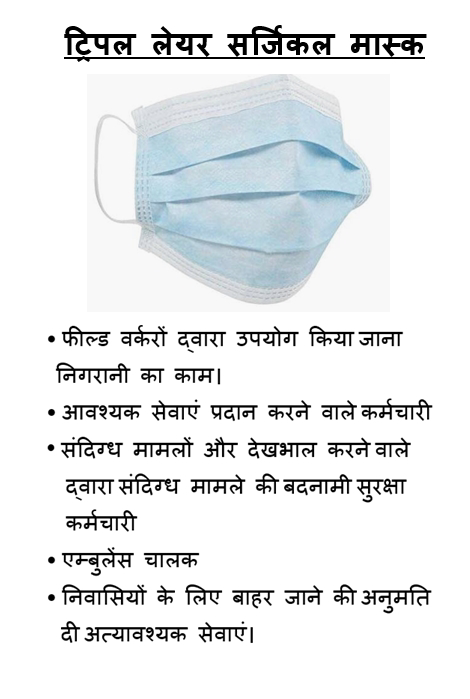 ट्रिपल लेयर सर्जिकल मास्क
• फील्ड वर्करों द्वारा उपयोग किया जाना
निगरानी का काम।
• आवश्यक सेवाएं प्रदान करने वाले कर्मचारी
• संदिग्ध मामलों और देखभाल करने वाले
द्वारा संदिग्ध मामले की बदनामी सुरक्षा
कर्मचारी
• एम्बुलेंस चालक
• निवासियों के लिए बाहर जाने की अनुमति
दी अत्यावश्यक सेवाएं।